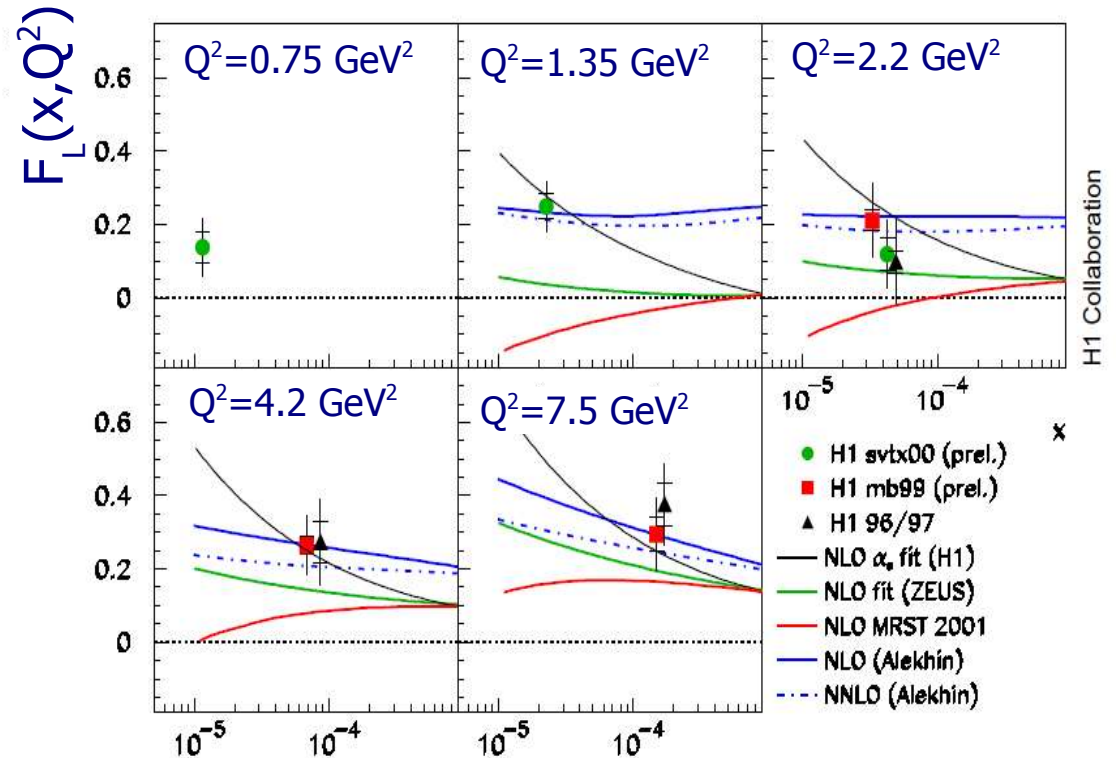 F_L(x,Q²)
Q²=0.75 GeV²
Q²=1.35 GeV²
Q²=2.2 GeV²
0.6
0.4
0.2
0
H1 Collaboration
Q²=4.2 GeV²
Q²=7.5 GeV²
10⁻⁵ 10⁻⁴
x
0.6
0.4
0.2
0
H1 svtx00 (prel.)
H1 mb99 (prel.)
H1 96/97
NLO αₛ fit (H1)
NLO fit (ZEUS)
NLO MRST 2001
NLO (Alekhin)
NNLO (Alekhin)
10⁻⁵ 10⁻⁴ 10⁻⁵ 10⁻⁴